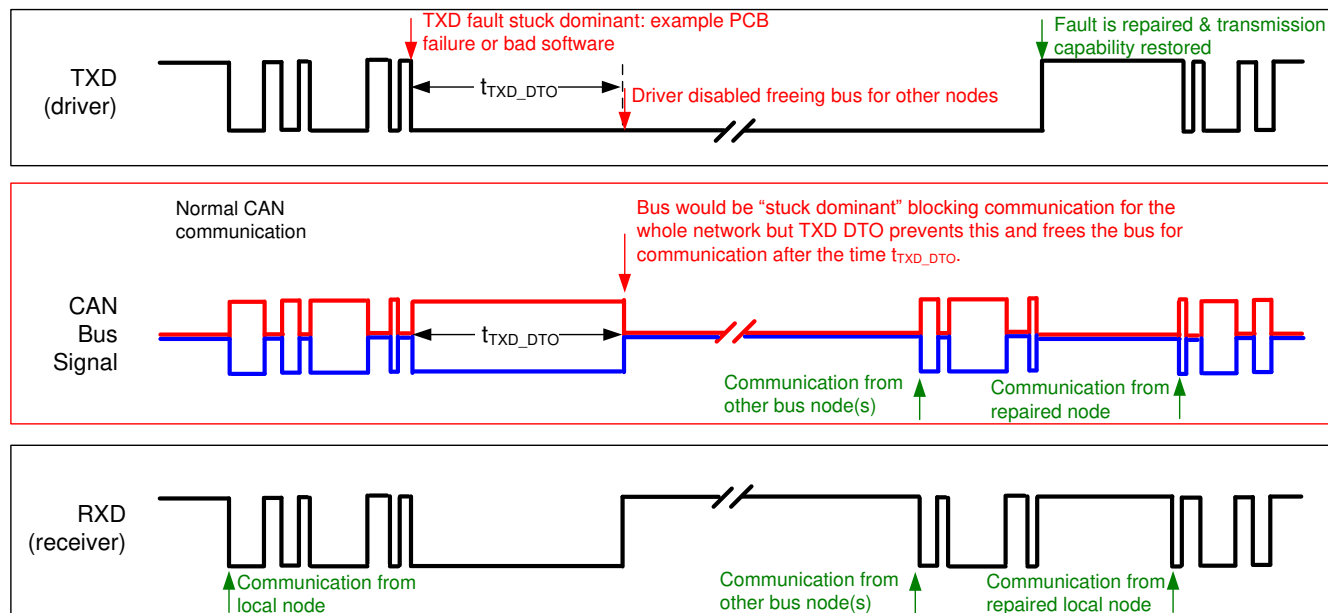 TXD fault stuck dominant: example PCB
failure or bad software
Fault is repaired & transmission
capability restored
TXD
(driver)
tTXD_DTO
Driver disabled freeing bus for other nodes
Normal CAN
communication
Bus would be “stuck dominant” blocking communication for the
whole network but TXD DTO prevents this and frees the bus for
communication after the time tTXD_DTO.
CAN
Bus
Signal
tTXD_DTO
Communication from
other bus node(s)
Communication from
repaired node
RXD
(receiver)
Communication from
local node
Communication from
other bus node(s)
Communication from
repaired local node